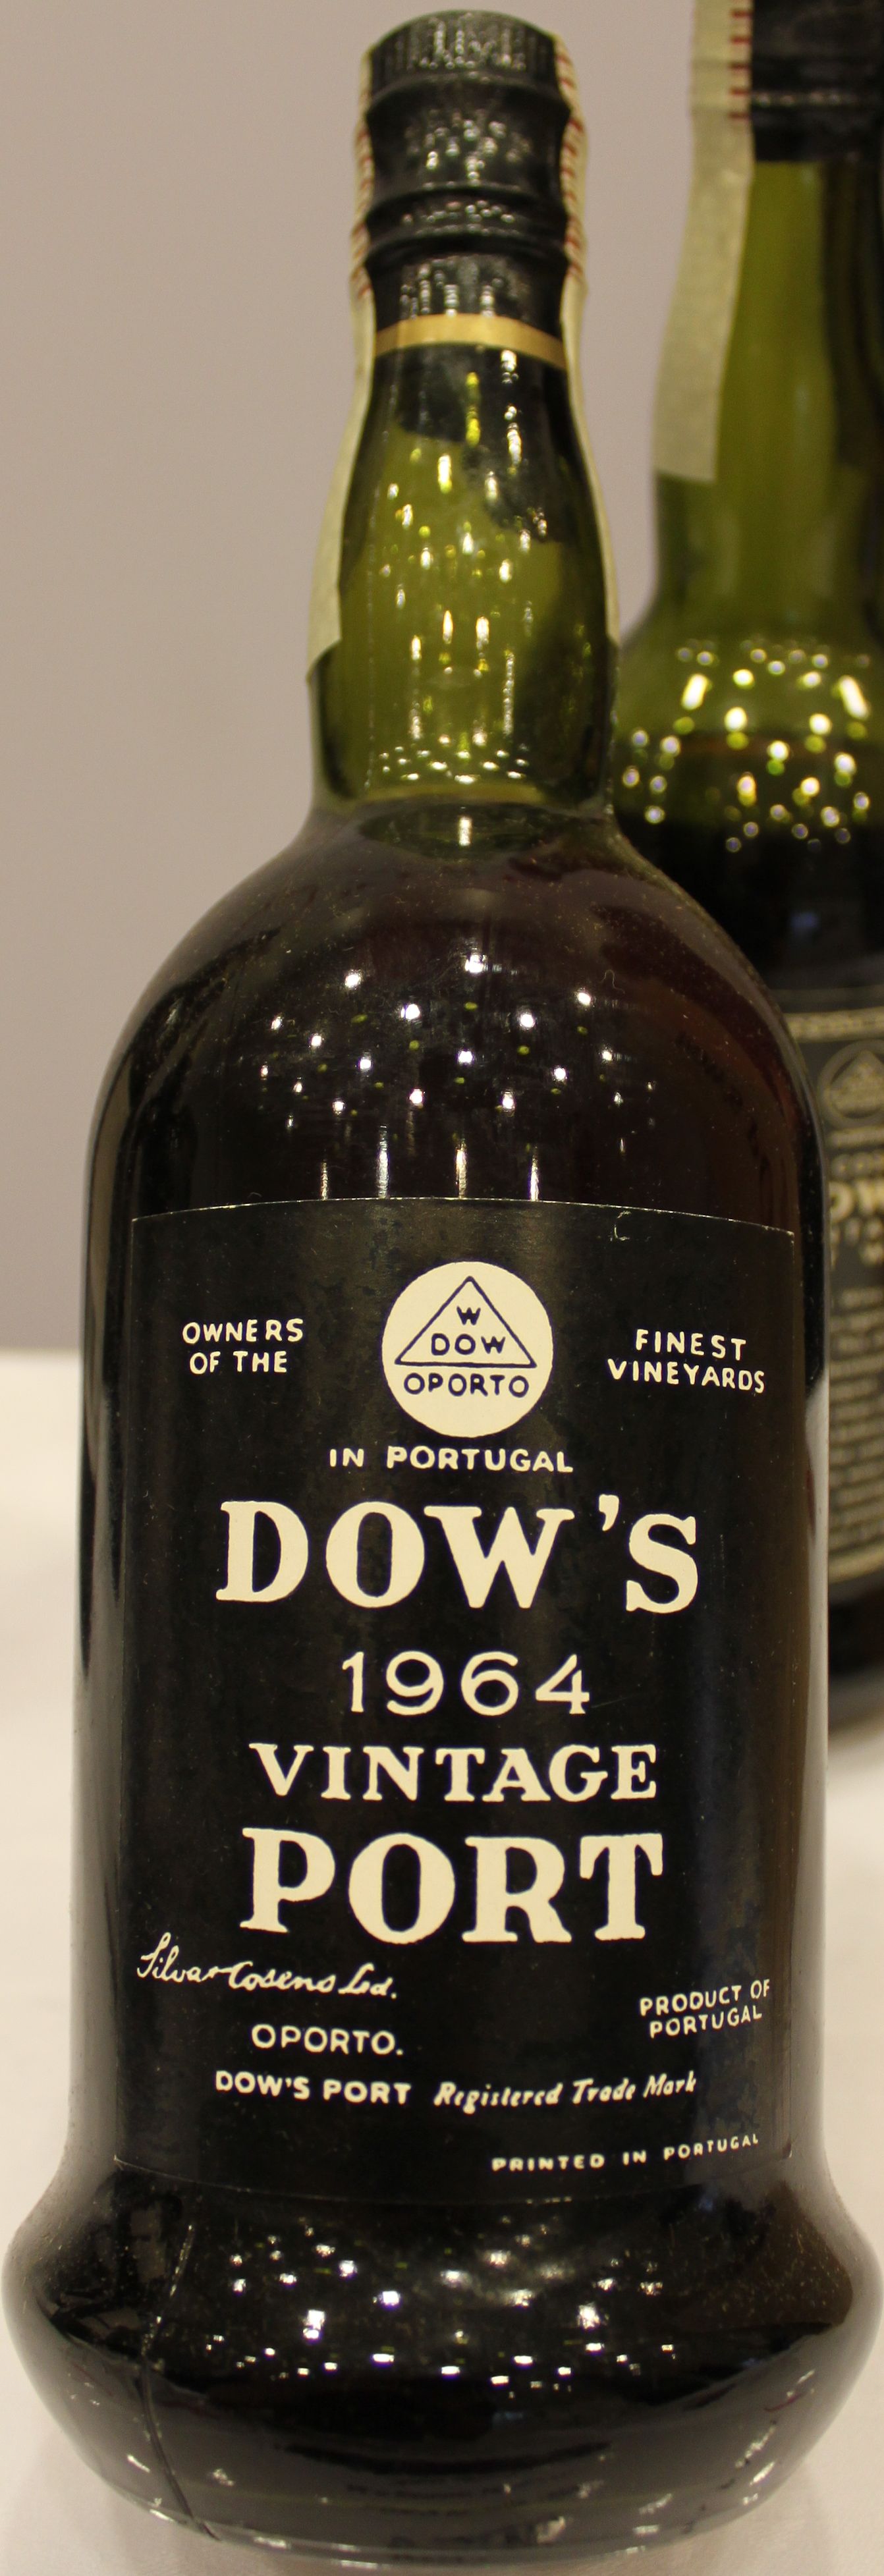 OWNERS
OF THE
W
DOW
OPORTO
FINEST
VINEYARDS
IN PORTUGAL
DOW'S
1964
VINTAGE
PORT
Silva & Cosens Ltd.
OPORTO.
PRODUCT OF
PORTUGAL
DOW'S PORT Registered Trade Mark
PRINTED IN PORTUGAL